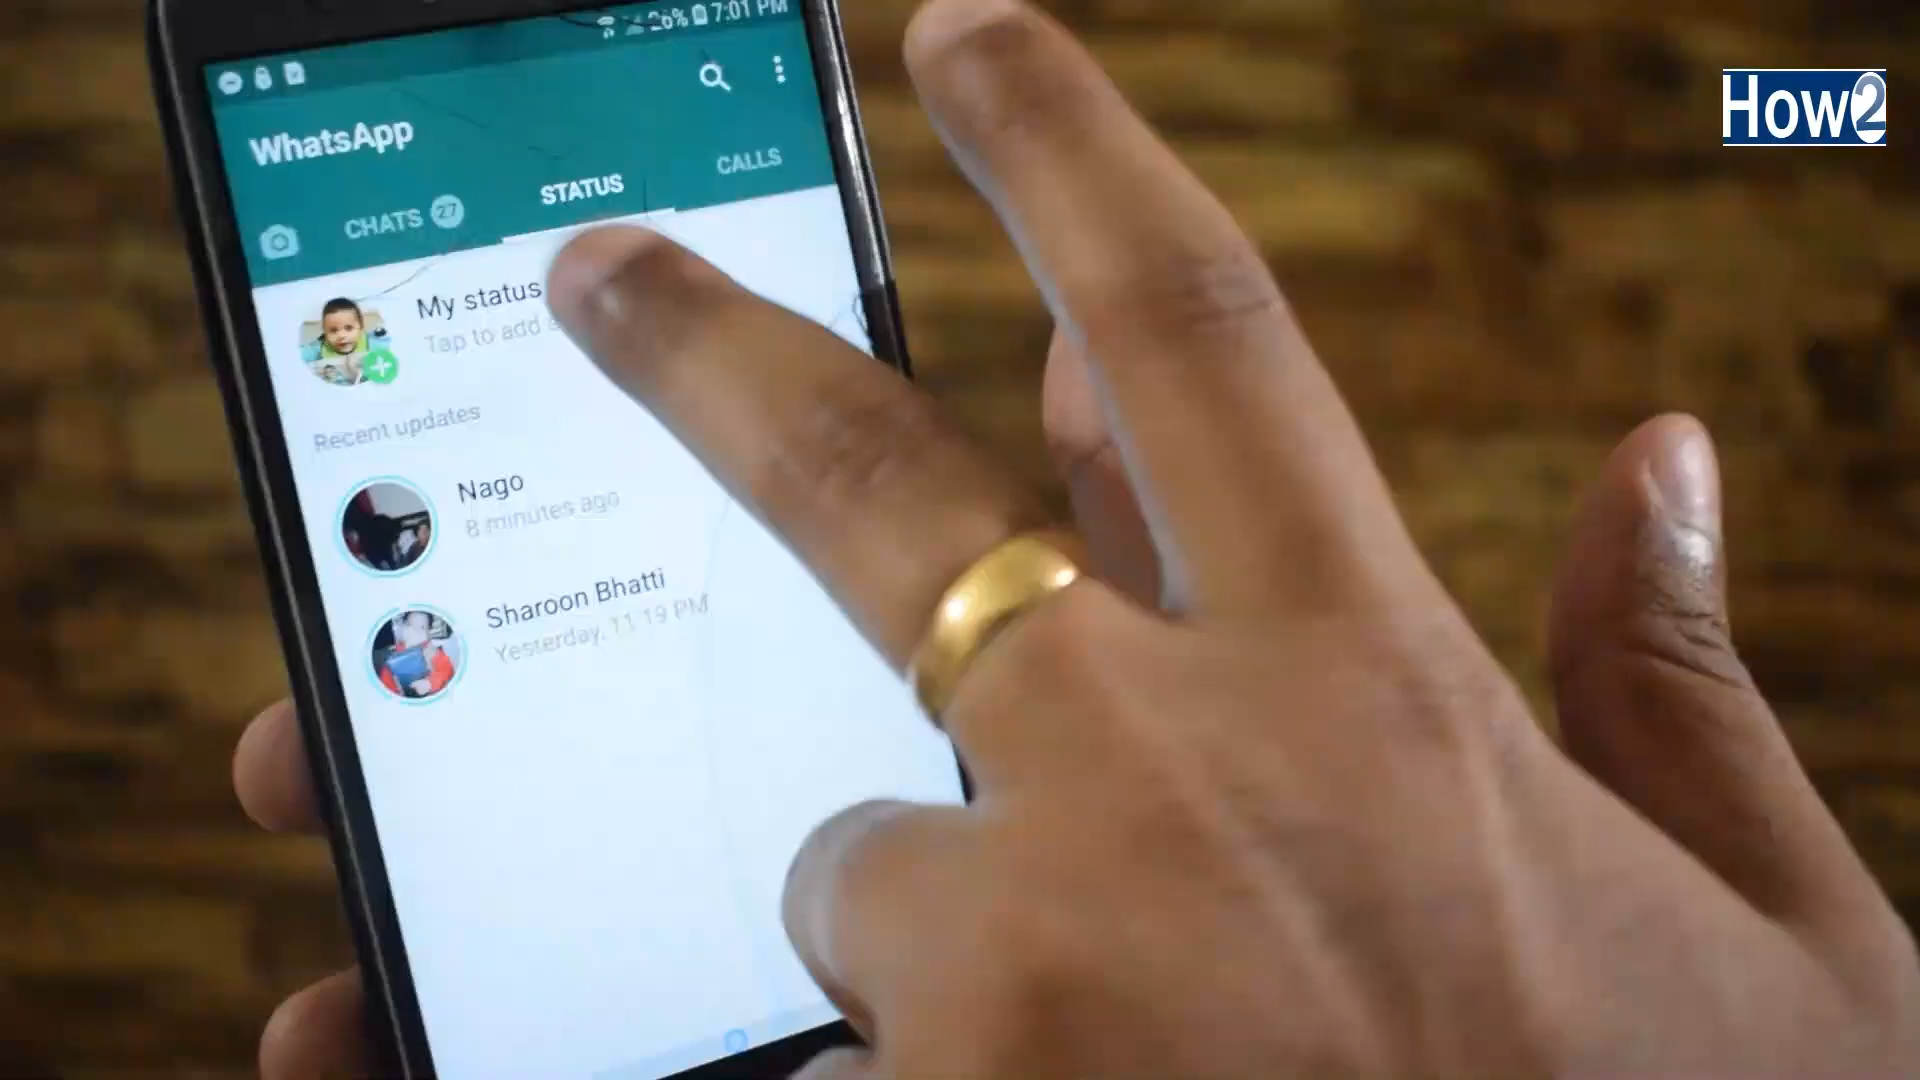 26% 7:01 PM
How2
WhatsApp
CHATS 27
STATUS
CALLS
My status
Tap to add
Recent updates
Nago
8 minutes ago
Sharoon Bhatti
Yesterday, 11:19 PM